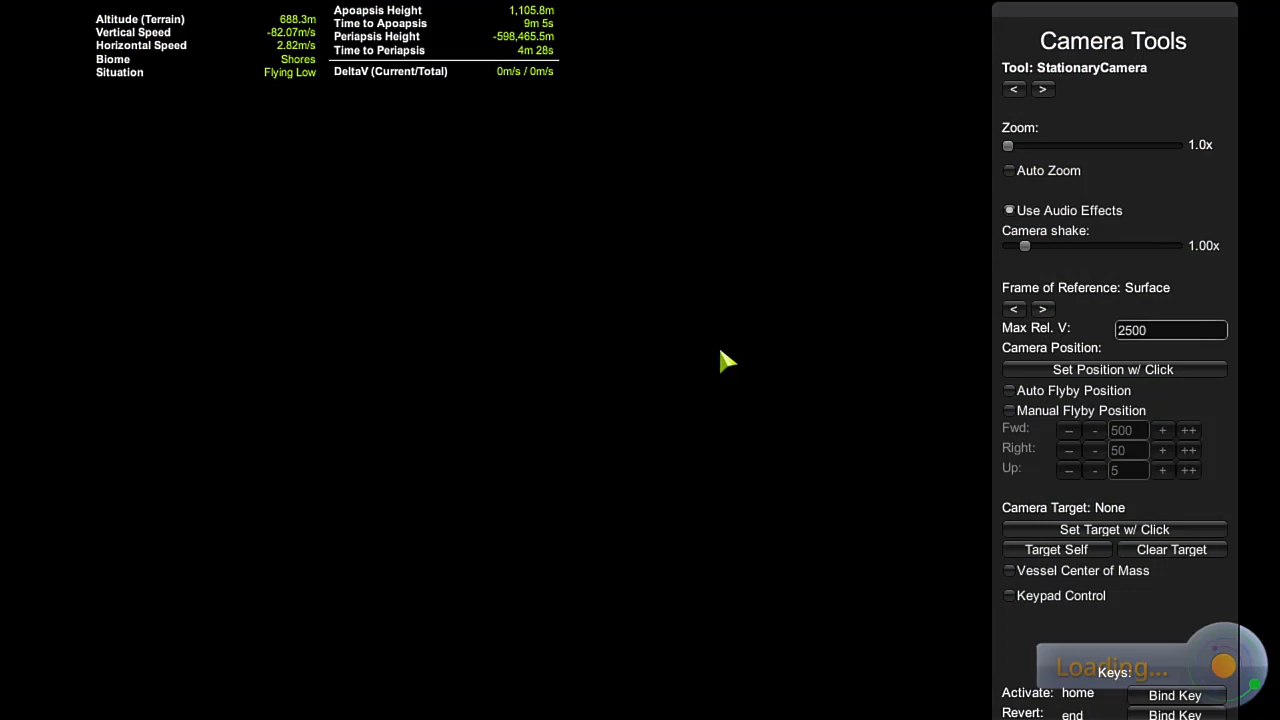 Altitude (Terrain) 688.3m
Vertical Speed -82.07m/s
Horizontal Speed 2.82m/s
Biome Shores
Situation Flying Low
Apoapsis Height 1,105.8m
Time to Apoapsis 9m 5s
Periapsis Height -598,465.5m
Time to Periapsis 4m 28s
DeltaV (Current/Total) 0m/s / 0m/s
Camera Tools
Tool: StationaryCamera
< >
Zoom:
1.0x
Auto Zoom
Use Audio Effects
Camera shake:
1.00x
Frame of Reference: Surface
< >
Max Rel. V: 2500
Camera Position:
Set Position w/ Click
Auto Flyby Position
Manual Flyby Position
Fwd: -- - 500 + ++
Right: -- - 50 + ++
Up: -- - 5 + ++
Camera Target: None
Set Target w/ Click
Target Self Clear Target
Vessel Center of Mass
Keypad Control
Loading...
Keys:
Activate: home Bind Key
Revert: end Bind Key